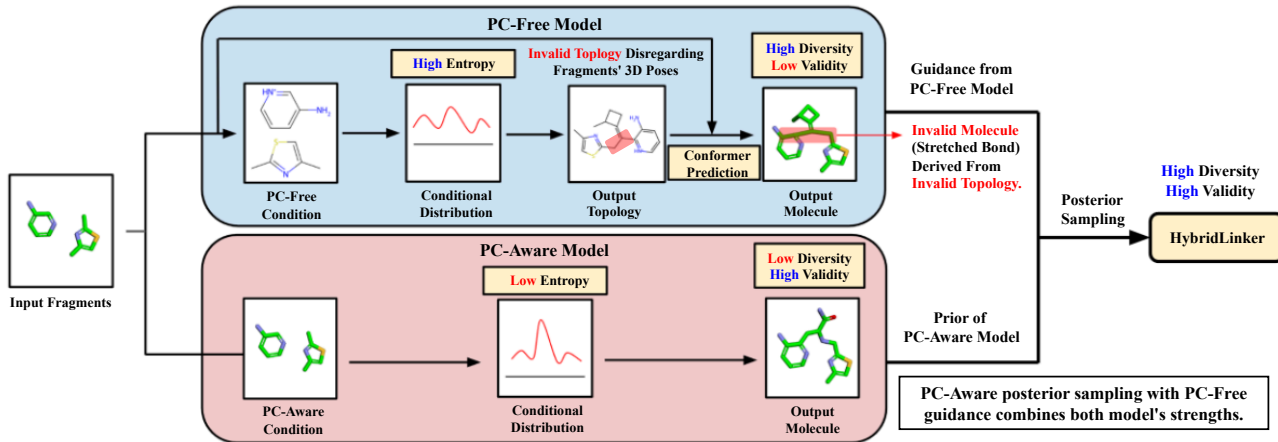 PC-Free Model
High Entropy
Invalid Toplogy Disregarding
Fragments' 3D Poses
High Diversity
Low Validity
HN⁺
NH₂
S
N
PC-Free
Condition
Conditional
Distribution
Output
Topology
Conformer
Prediction
Output
Molecule
Guidance from
PC-Free Model
Invalid Molecule
(Stretched Bond)
Derived From
Invalid Topology.
Input Fragments
PC-Aware Model
Low Entropy
Low Diversity
High Validity
PC-Aware
Condition
Conditional
Distribution
Output
Molecule
Prior of
PC-Aware Model
Posterior
Sampling
High Diversity
High Validity
HybridLinker
PC-Aware posterior sampling with PC-Free
guidance combines both model's strengths.